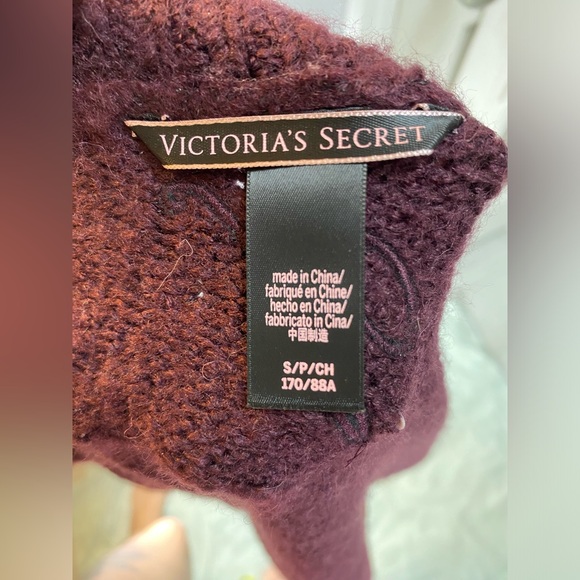 VICTORIA'S SECRET
made in China/
fabriqué en Chine/
hecho en China/
fabbricato in Cina/
中国制造
S/P/CH
170/88A